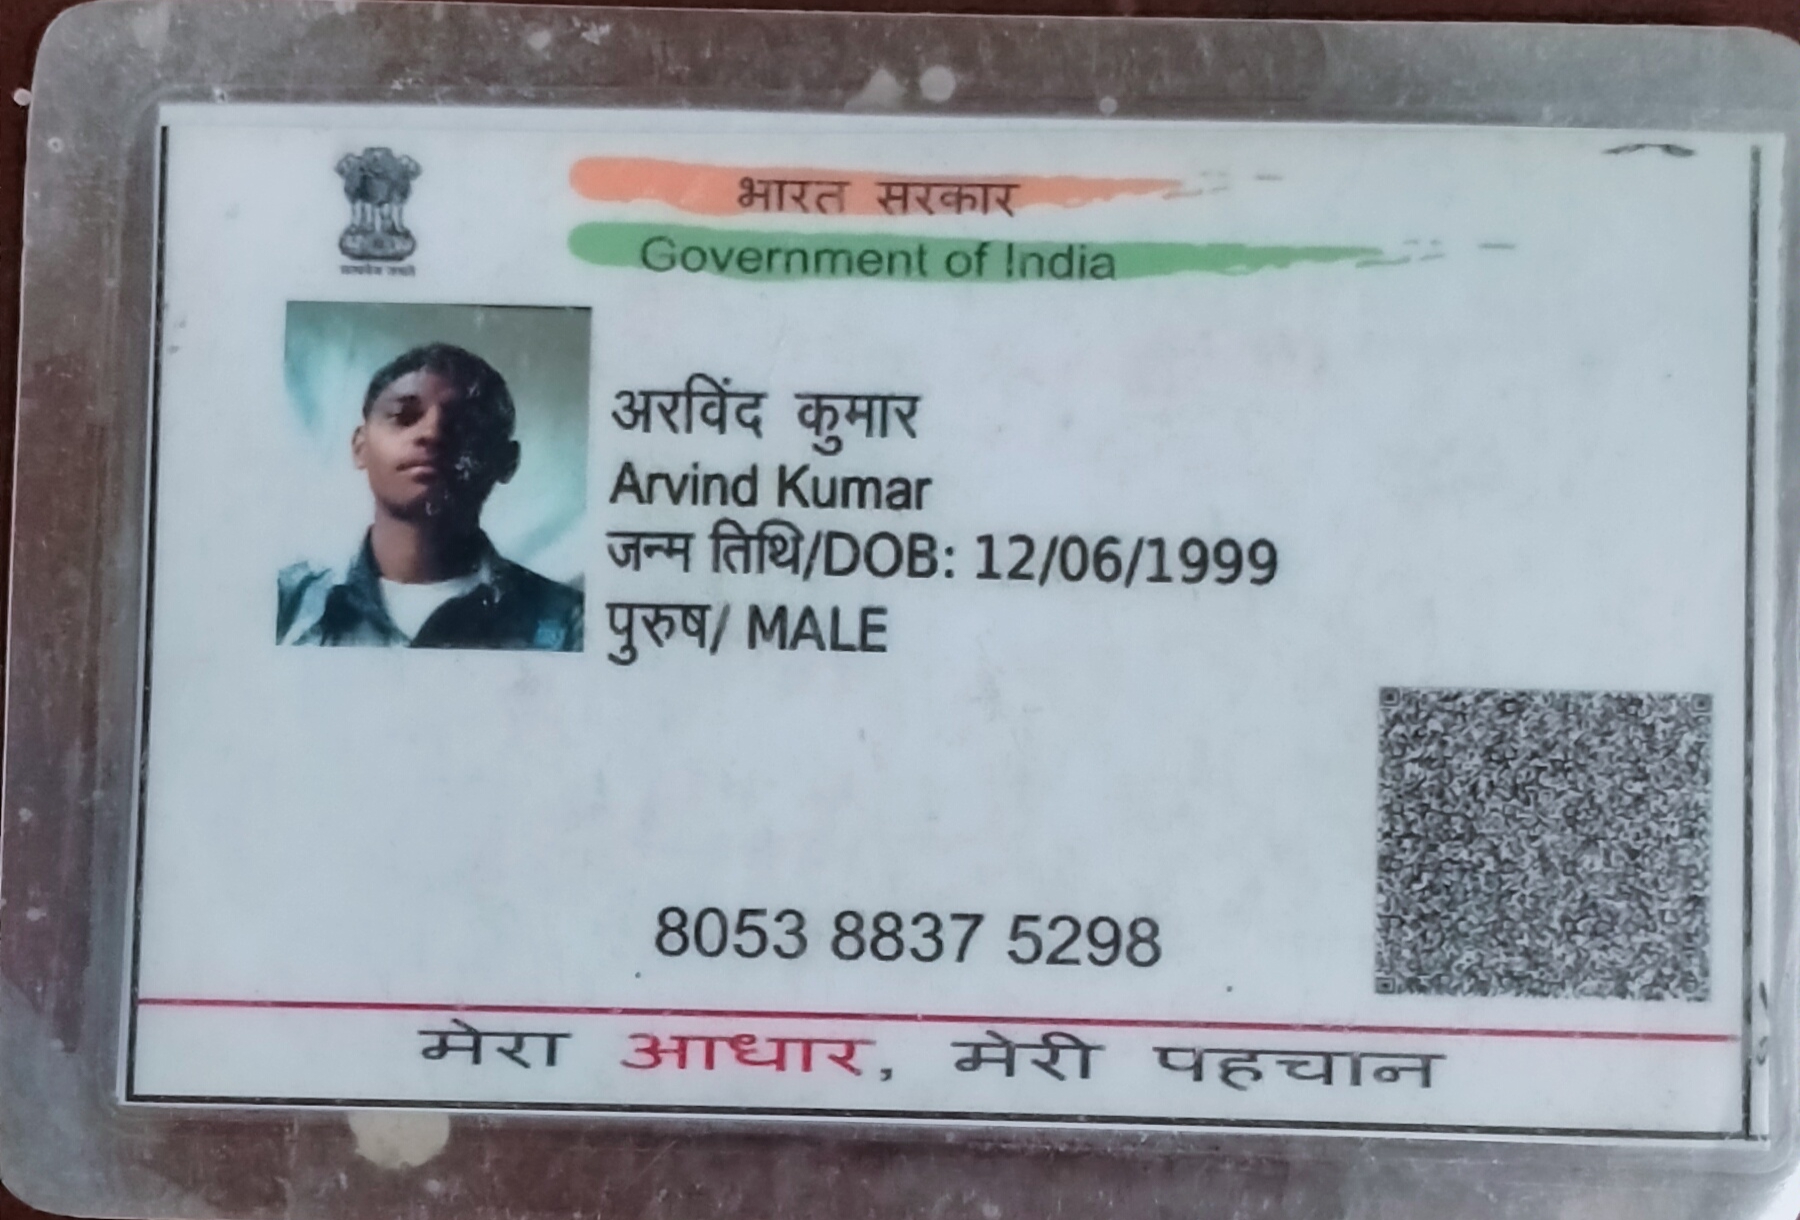 भारत सरकार
Government of India
अरविंद कुमार
Arvind Kumar
जन्म तिथि/DOB: 12/06/1999
पुरुष/ MALE
8053 8837 5298
मेरा आधार, मेरी पहचान